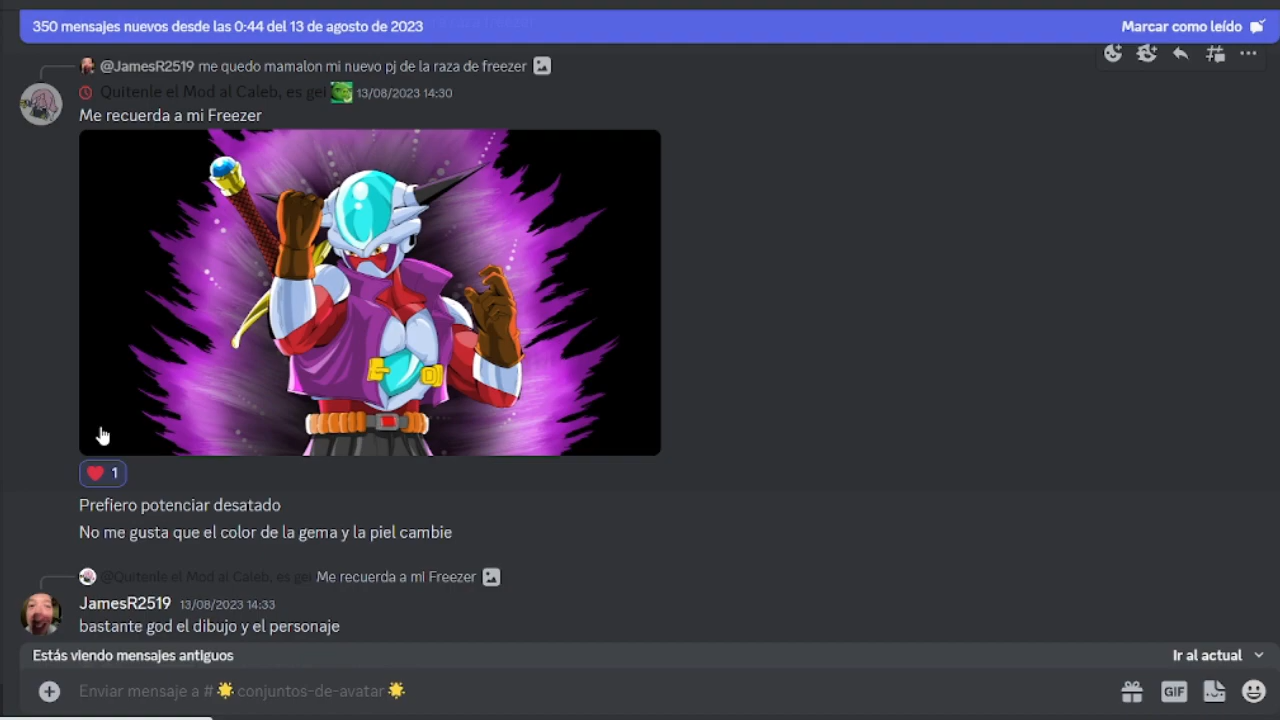 350 mensajes nuevos desde las 0:44 del 13 de agosto de 2023
Marcar como leído
@JamesR2519 me quedo mamalon mi nuevo pj de la raza de freezer
Quitenle el Mod al Caleb, es gei 13/08/2023 14:30
Me recuerda a mi Freezer
1
Prefiero potenciar desatado
No me gusta que el color de la gema y la piel cambie
@Quitenle el Mod al Caleb, es gei Me recuerda a mi Freezer
JamesR2519 13/08/2023 14:33
bastante god el dibujo y el personaje
Estás viendo mensajes antiguos
Ir al actual
Enviar mensaje a # 🌟 conjuntos-de-avatar 🌟
GIF